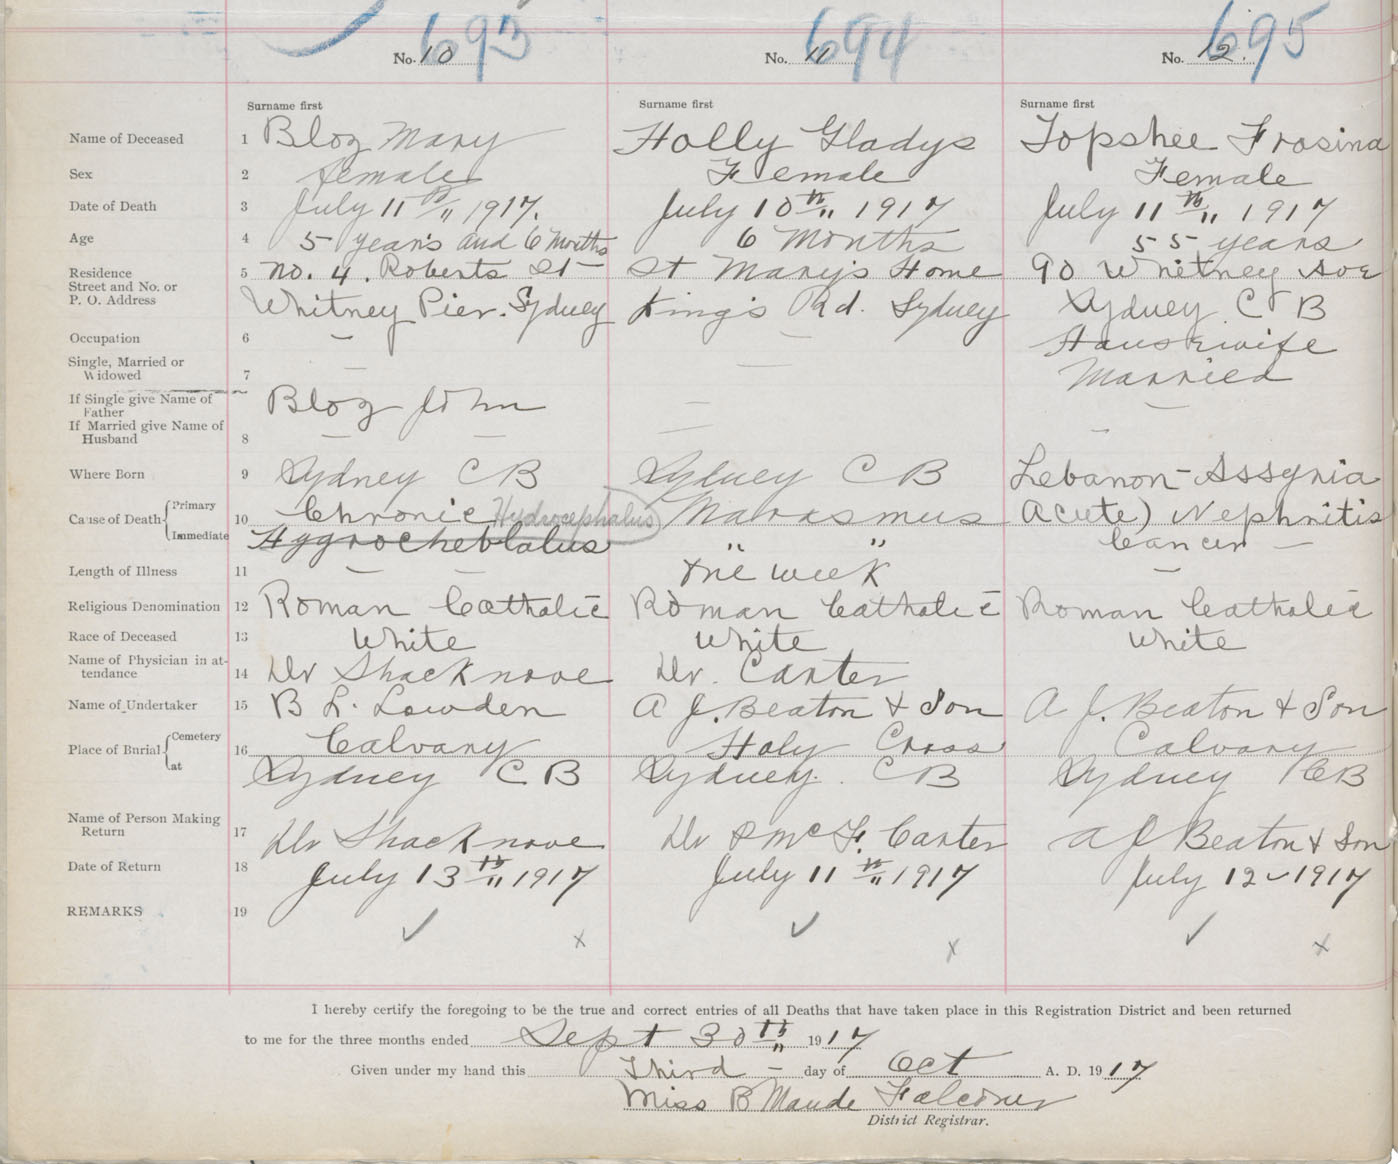 693 694 695
No. 10 No. 11 No. 12.
Surname first Surname first Surname first
Name of Deceased 1 Blog Mary Holly Gladys Topshee Frosina
Sex 2 female Female Female
Date of Death 3 July 11th 1917. July 10th 1917 July 11th 1917
Age 4 5 years and 6 Months 6 Months 55 years
Residence 5 No. 4. Roberts St St Mary's Home 90 Whitney Ave
Street and No. or
P. O. Address Whitney Pier. Sydney King's Rd. Sydney Sydney C B
Occupation 6 — — Housewife
Single, Married or
Widowed 7 — — Married
If Single give Name of
Father Blog John — —
If Married give Name of
Husband 8 — — — —
Where Born 9 Sydney C B Sydney C B Lebanon - Assyria
Cause of Death Primary 10 Chronic Hydrocephalus Marasmus Acute) Nephritis
Immediate Hygrocheblalus " " Cancer —
Length of Illness 11 — — one week —
Religious Denomination 12 Roman Catholic Roman Catholic Roman Catholic
Race of Deceased 13 White White White
Name of Physician in at-
tendance 14 Dr Shacknove Dr. Carter
Name of Undertaker 15 B L. Lowden A J. Beaton & Son A J. Beaton & Son
Place of Burial Cemetery 16 Calvary Holy Cross Calvary
at Sydney C B Sydney. C B Sydney CB
Name of Person Making
Return 17 Dr Shacknove Dr P McF. Carter A J Beaton & Son
Date of Return 18 July 13th 1917 July 11th 1917 July 12 1917
REMARKS 19 ✓ x ✓ x ✓ x
I hereby certify the foregoing to be the true and correct entries of all Deaths that have taken place in this Registration District and been returned
to me for the three months ended Sept 30th 1917
Given under my hand this Third - day of Oct A. D. 1917
Miss B Maude Falconer
District Registrar.